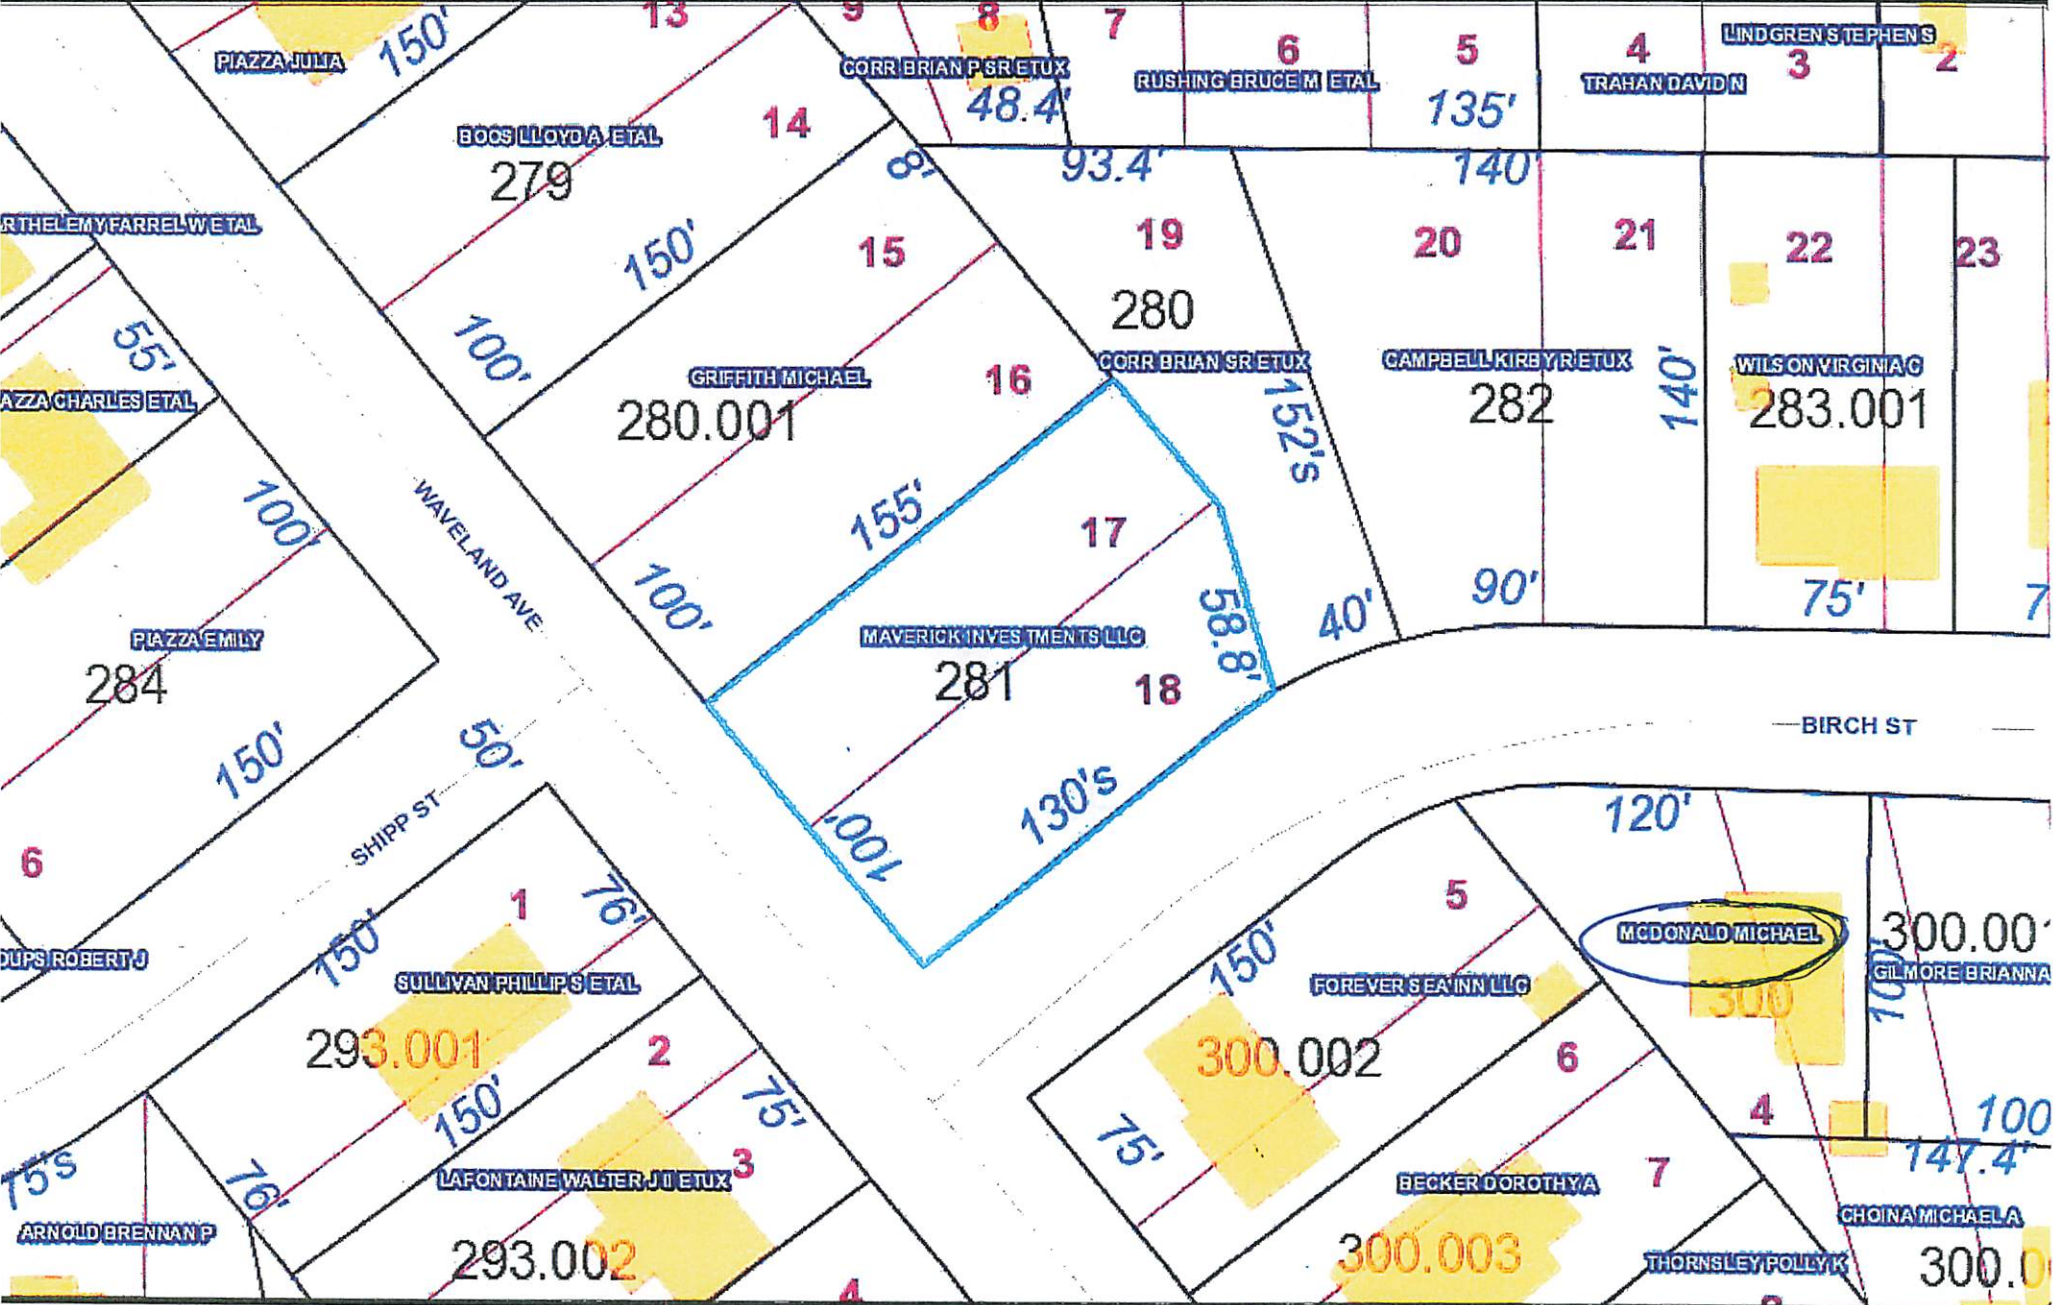 13
9
8
7
6
5
4
3
2
PIAZZA JULIA
150'
CORR BRIAN P SR ETUX
48.4'
RUSHING BRUCE M ETAL
135'
TRAHAN DAVID N
LINDGREN STEPHEN S
BOOS LLOYD A ETAL
279
14
8'
93.4'
140'
RTHELEMY FARREL W ETAL
150'
15
19
20
21
22
23
280
55'
100'
GRIFFITH MICHAEL
280.001
16
CORR BRIAN SR ETUX
152's
CAMPBELL KIRBY R ETUX
282
140'
WILSON VIRGINIA C
283.001
AZZA CHARLES ETAL
100'
WAVELAND AVE
155'
17
100'
58.8'
40'
90'
75'
7
PIAZZA EMILY
284
MAVERICK INVESTMENTS LLC
281
18
150'
50'
SHIPP ST
BIRCH ST
130's
100'
120'
6
1
76'
5
150'
OUPS ROBERT J
SULLIVAN PHILLIP S ETAL
293.001
150'
FOREVER SEA INN LLC
300.002
MCDONALD MICHAEL
300
300.001
GILMORE BRIANNA
100'
2
150'
75'
75'
6
4
100
147.4'
75's
76'
LAFONTAINE WALTER J II ETUX
3
BECKER DOROTHY A
7
ARNOLD BRENNAN P
293.002
300.003
CHOINA MICHAEL A
THORNSLEY POLLY K
300.0
4